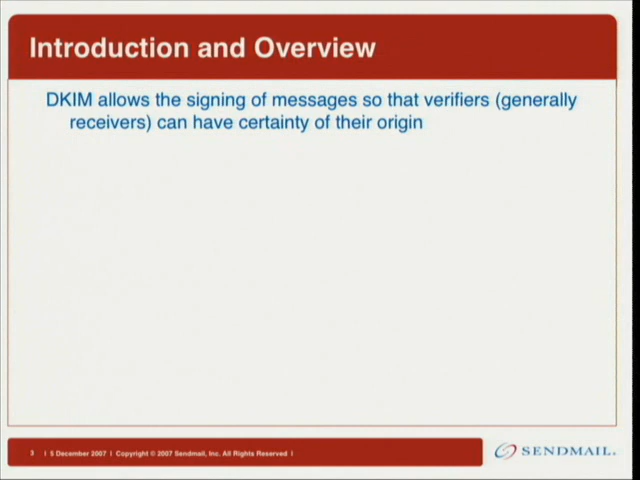 Introduction and Overview
DKIM allows the signing of messages so that verifiers (generally
receivers) can have certainty of their origin
3 | 5 December 2007 | Copyright © 2007 Sendmail, Inc. All Rights Reserved |
SENDMAIL.